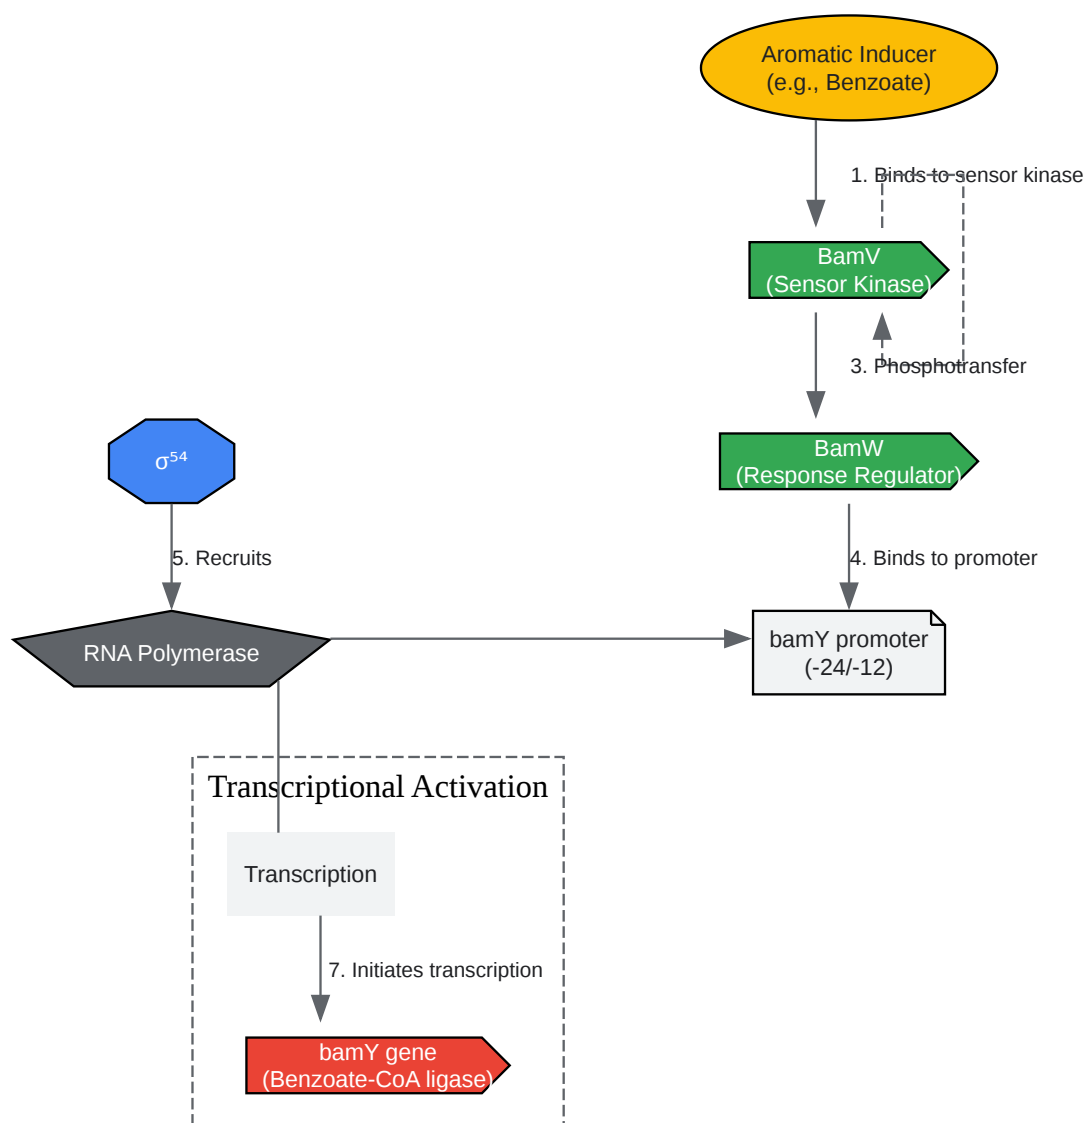 Aromatic Inducer
(e.g., Benzoate)
1. Binds to sensor kinase
BamV
(Sensor Kinase)
3. Phosphotransfer
BamW
(Response Regulator)
σ⁵⁴
5. Recruits
4. Binds to promoter
RNA Polymerase
bamY promoter
(-24/-12)
Transcriptional Activation
Transcription
7. Initiates transcription
bamY gene
(Benzoate-CoA ligase)